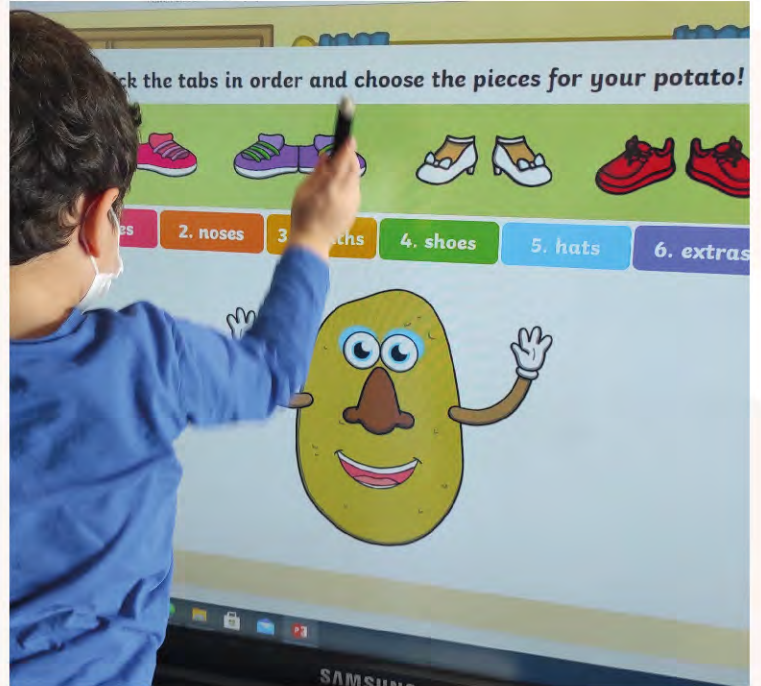 the tabs in order and choose the pieces for your potato!
2. noses
4. shoes
5. hats
6. extras